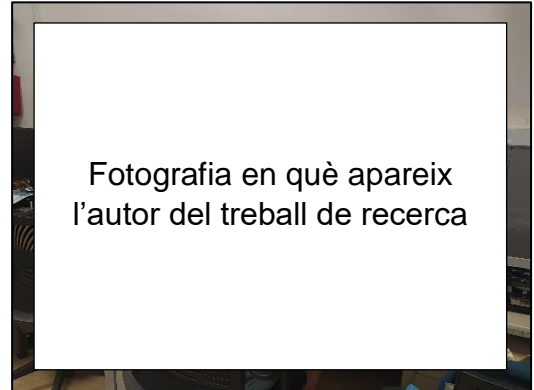 Fotografia en què apareix
l’autor del treball de recerca